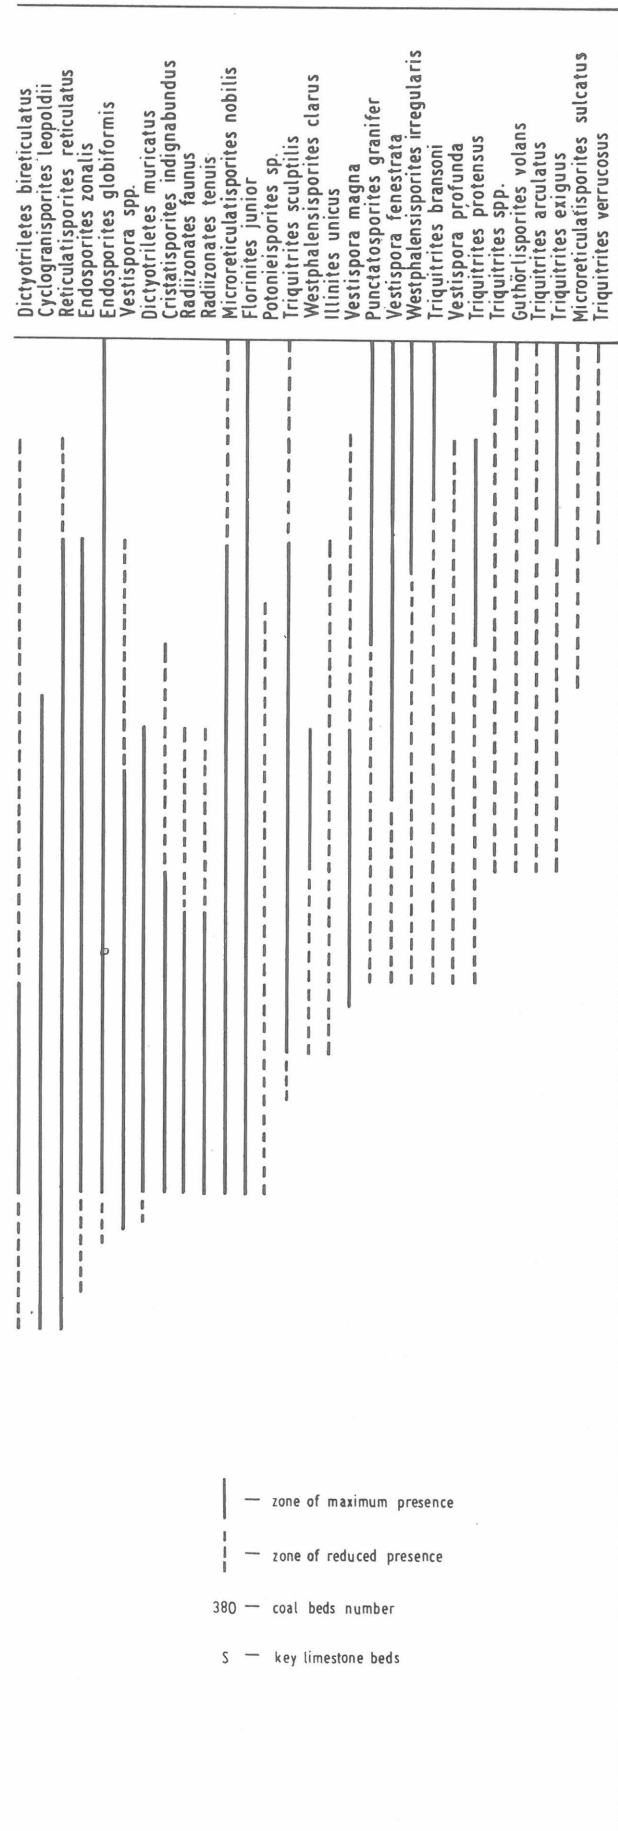 Dictyotriletes bireticulatus
Cyclogranisporites leopoldii
Reticulatisporites reticulatus
Endosporites zonalis
Endosporites globiformis
Vestispora spp.
Dictyotriletes muricatus
Cristatisporites indignabundus
Radiizonates faunus
Radiizonates tenuis
Microreticulatisporites nobilis
Florinites junior
Potonieisporites sp.
Triquitrites sculptilis
Westphalensisporites clarus
Illinites unicus
Vestispora magna
Punctatosporites granifer
Vestispora fenestrata
Westphalensisporites irregularis
Triquitrites bransoni
Vestispora profunda
Triquitrites protensus
Triquitrites spp.
Guthörlisporites volans
Triquitrites arculatus
Triquitrites exiguus
Microreticulatisporites sulcatus
Triquitrites verrucosus
— zone of maximum presence
— zone of reduced presence
380 — coal beds number
S — key limestone beds